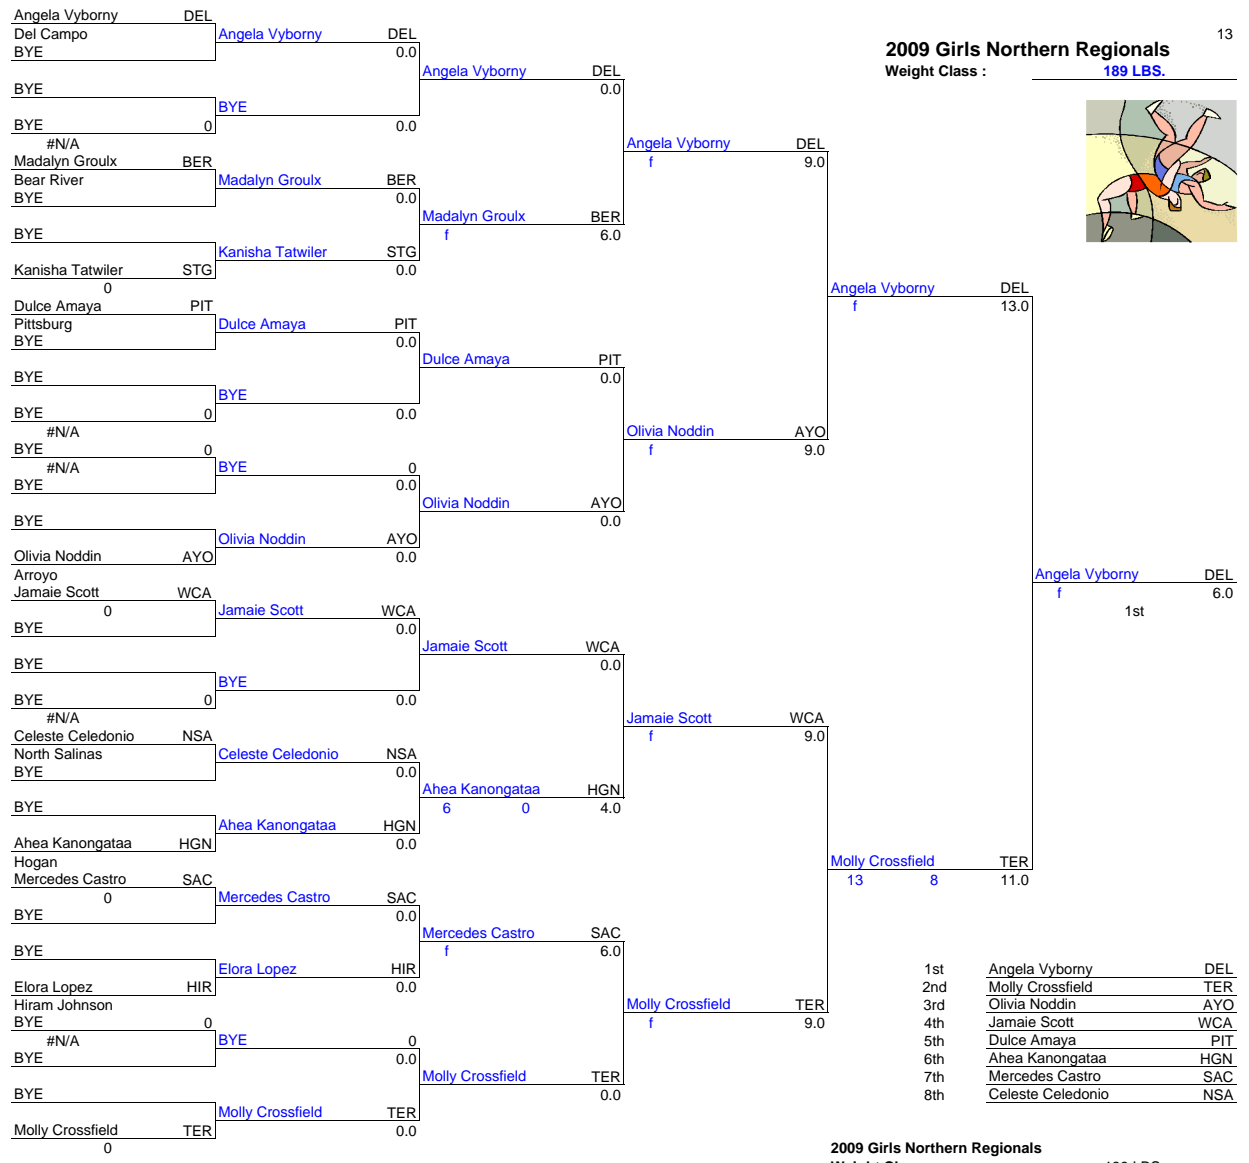 Angela Vyborny DEL
13
Del Campo Angela Vyborny DEL
BYE 0.0 2009 Girls Northern Regionals
Angela Vyborny DEL Weight Class : 189 LBS.
BYE 0.0
BYE
BYE 0 0.0
#N/A Angela Vyborny DEL
Madalyn Groulx BER f 9.0
Bear River Madalyn Groulx BER
BYE 0.0
Madalyn Groulx BER
BYE f 6.0
Kanisha Tatwiler STG
Kanisha Tatwiler STG 0.0
0 Angela Vyborny DEL
Dulce Amaya PIT f 13.0
Pittsburg Dulce Amaya PIT
BYE 0.0
Dulce Amaya PIT
BYE 0.0
BYE
BYE 0 0.0
#N/A Olivia Noddin AYO
BYE 0 f 9.0
#N/A BYE 0
BYE 0.0
Olivia Noddin AYO
BYE 0.0
Olivia Noddin AYO
Olivia Noddin AYO 0.0
Arroyo Angela Vyborny DEL
Jamaie Scott WCA f 6.0
0 Jamaie Scott WCA 1st
BYE 0.0
Jamaie Scott WCA
BYE 0.0
BYE
BYE 0 0.0
#N/A Jamaie Scott WCA
Celeste Celedonio NSA f 9.0
North Salinas Celeste Celedonio NSA
BYE 0.0
Ahea Kanongataa HGN
BYE 6 0 4.0
Ahea Kanongataa HGN
Ahea Kanongataa HGN 0.0
Hogan Molly Crossfield TER
Mercedes Castro SAC 13 8 11.0
0 Mercedes Castro SAC
BYE 0.0
Mercedes Castro SAC
BYE f 6.0
Elora Lopez HIR 1st Angela Vyborny DEL
Elora Lopez HIR 0.0 2nd Molly Crossfield TER
Hiram Johnson Molly Crossfield TER 3rd Olivia Noddin AYO
BYE 0 f 9.0 4th Jamaie Scott WCA
#N/A BYE 0 5th Dulce Amaya PIT
BYE 0.0 6th Ahea Kanongataa HGN
Molly Crossfield TER 7th Mercedes Castro SAC
BYE 0.0 8th Celeste Celedonio NSA
Molly Crossfield TER
Molly Crossfield TER 0.0
0 2009 Girls Northern Regionals